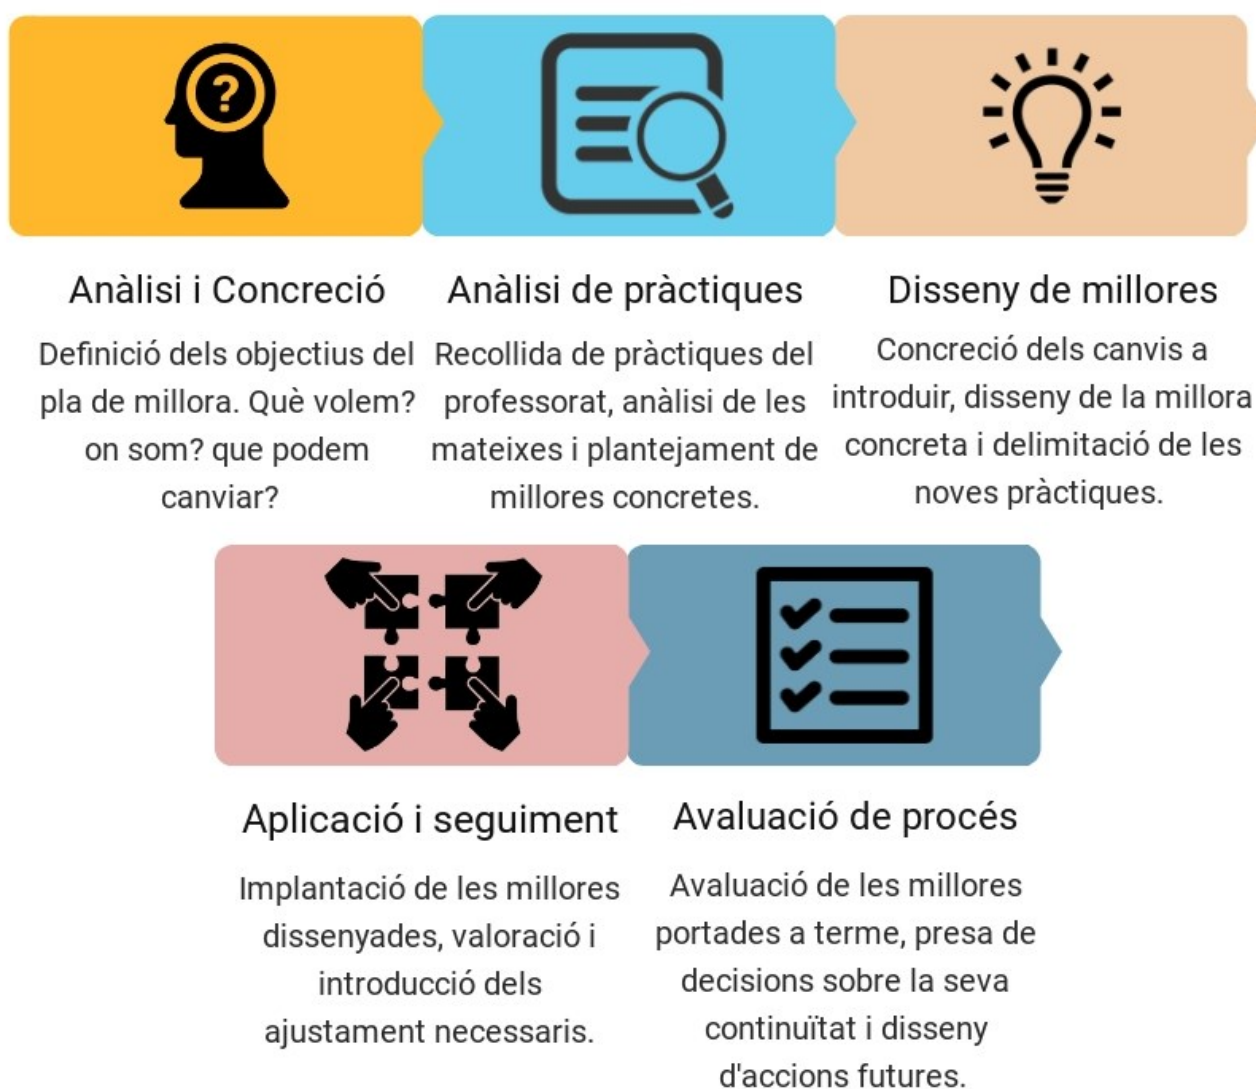 ?
Anàlisi i Concreció
Definició dels objectius del
pla de millora. Què volem?
on som? que podem
canviar?
Anàlisi de pràctiques
Recollida de pràctiques del
professorat, anàlisi de les
mateixes i plantejament de
millores concretes.
Disseny de millores
Concreció dels canvis a
introduir, disseny de la millora
concreta i delimitació de les
noves pràctiques.
Aplicació i seguiment
Implantació de les millores
dissenyades, valoració i
introducció dels
ajustament necessaris.
Avaluació de procés
Avaluació de les millores
portades a terme, presa de
decisions sobre la seva
continuïtat i disseny
d'accions futures.